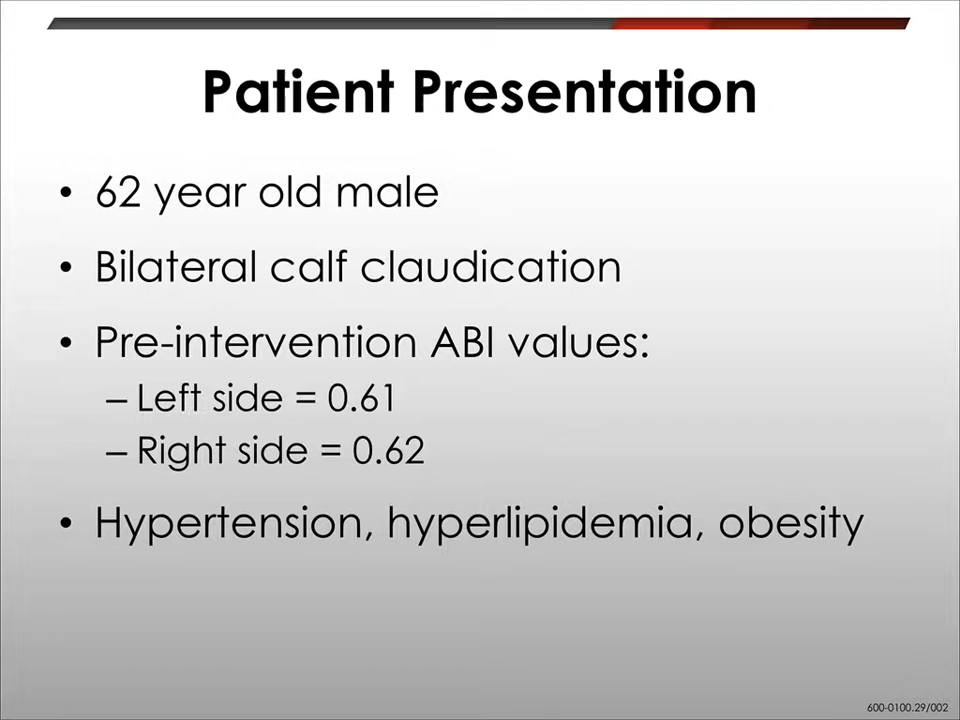 Patient Presentation
• 62 year old male
• Bilateral calf claudication
• Pre-intervention ABI values:
– Left side = 0.61
– Right side = 0.62
• Hypertension, hyperlipidemia, obesity
600-0100.29/002